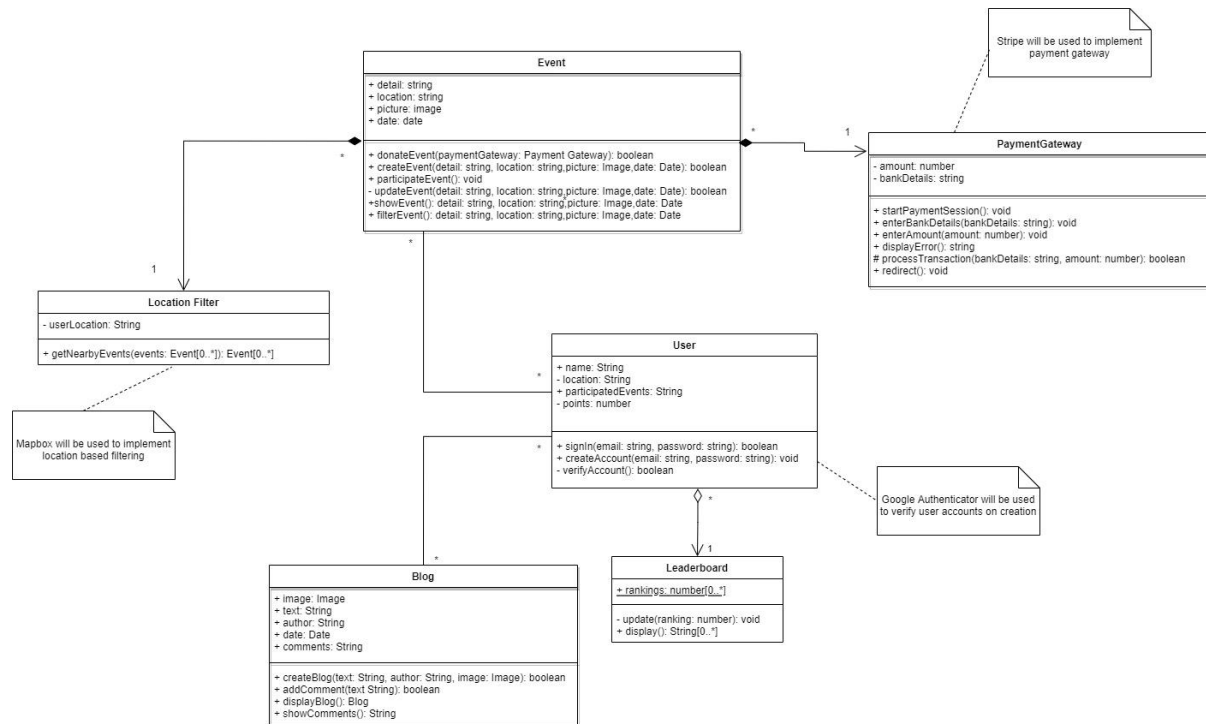 Stripe will be used to implement
payment gateway
Event
+ detail: string
+ location: string
+ picture: image
+ date: date
+ donateEvent(paymentGateway: Payment Gateway): boolean
+ createEvent(detail: string, location: string,picture: Image,date: Date): boolean
+ participateEvent(): void
- updateEvent(detail: string, location: string,picture: Image,date: Date): boolean
+showEvent(): detail: string, location: string,picture: Image,date: Date
+ filterEvent(): detail: string, location: string,picture: Image,date: Date
*
*
1
*
PaymentGateway
- amount: number
- bankDetails: string
+ startPaymentSession(): void
+ enterBankDetails(bankDetails: string): void
+ enterAmount(amount: number): void
+ displayError(): string
# processTransaction(bankDetails: string, amount: number): boolean
+ redirect(): void
1
Location Filter
- userLocation: String
+ getNearbyEvents(events: Event[0..*]): Event[0..*]
Mapbox will be used to implement
location based filtering
User
+ name: String
- location: String
+ participatedEvents: String
- points: number
+ signIn(email: string, password: string): boolean
+ createAccount(email: string, password: string): void
- verifyAccount(): boolean
*
*
*
1
Google Authenticator will be used
to verify user accounts on creation
Leaderboard
+ rankings: number[0..*]
- update(ranking: number): void
+ display(): String[0..*]
*
Blog
+ image: Image
+ text: String
+ author: String
+ date: Date
+ comments: String
+ createBlog(text: String, author: String, image: Image): boolean
+ addComment(text String): boolean
+ displayBlog(): Blog
+ showComments(): String